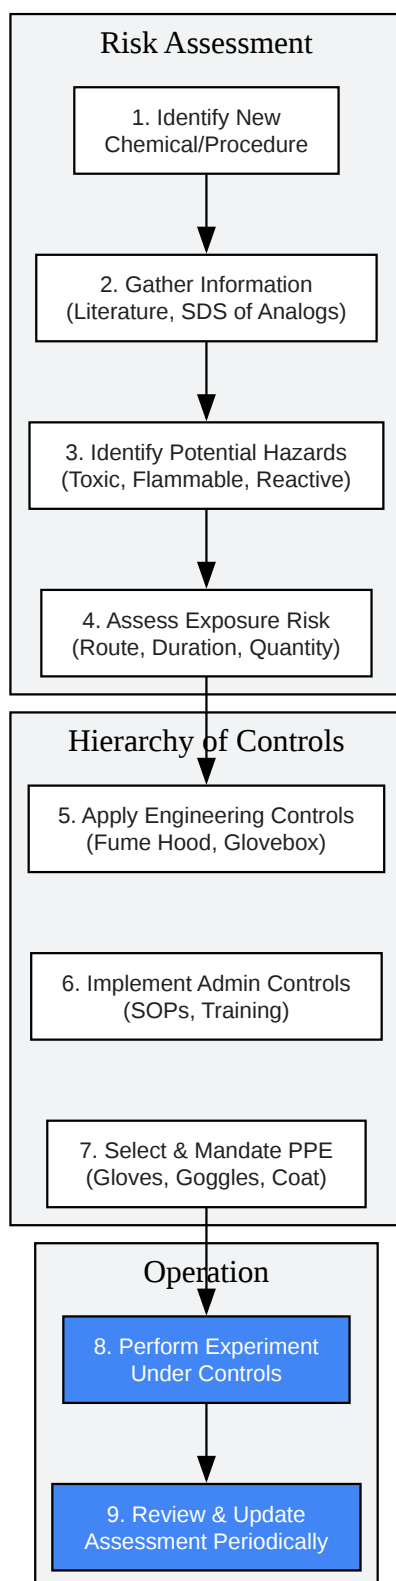 Risk Assessment
1. Identify New
Chemical/Procedure
2. Gather Information
(Literature, SDS of Analogs)
3. Identify Potential Hazards
(Toxic, Flammable, Reactive)
4. Assess Exposure Risk
(Route, Duration, Quantity)
Hierarchy of Controls
5. Apply Engineering Controls
(Fume Hood, Glovebox)
6. Implement Admin Controls
(SOPs, Training)
7. Select & Mandate PPE
(Gloves, Goggles, Coat)
Operation
8. Perform Experiment
Under Controls
9. Review & Update
Assessment Periodically